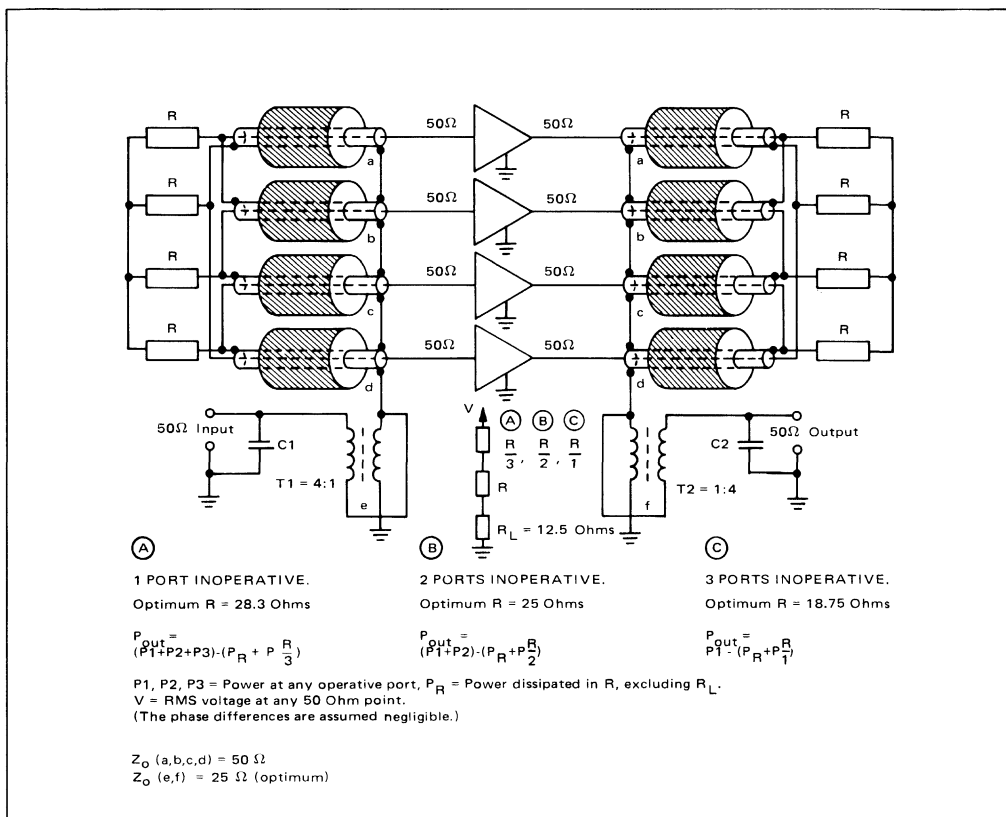 R
R
R
R
a
b
c
d
50Ω 50Ω
50Ω 50Ω
50Ω 50Ω
50Ω 50Ω
a
b
c
d
R
R
R
R
50Ω Input
C1
T1 = 4:1
e
V
A B C
R/3, R/2, R/1
R
R_L = 12.5 Ohms
f
T2 = 1:4
C2
50Ω Output
A
1 PORT INOPERATIVE.
Optimum R = 28.3 Ohms
P_out =
(P1+P2+P3)-(P_R + P R/3)
B
2 PORTS INOPERATIVE.
Optimum R = 25 Ohms
P_out =
(P1+P2)-(P_R+P R/2)
C
3 PORTS INOPERATIVE.
Optimum R = 18.75 Ohms
P_out =
P1 - (P_R+P R/1)
P1, P2, P3 = Power at any operative port, P_R = Power dissipated in R, excluding R_L.
V = RMS voltage at any 50 Ohm point.
(The phase differences are assumed negligible.)
Z_o (a,b,c,d) = 50 Ω
Z_o (e,f) = 25 Ω (optimum)